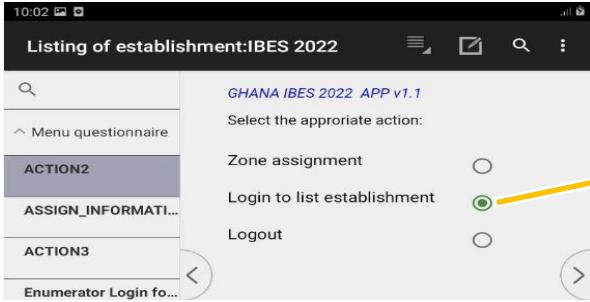 10:02
Listing of establishment:IBES 2022
Menu questionnaire
ACTION2
ASSIGN_INFORMATI...
ACTION3
Enumerator Login fo...
GHANA IBES 2022 APP v1.1
Select the approriate action:
Zone assignment
Login to list establishment
Logout